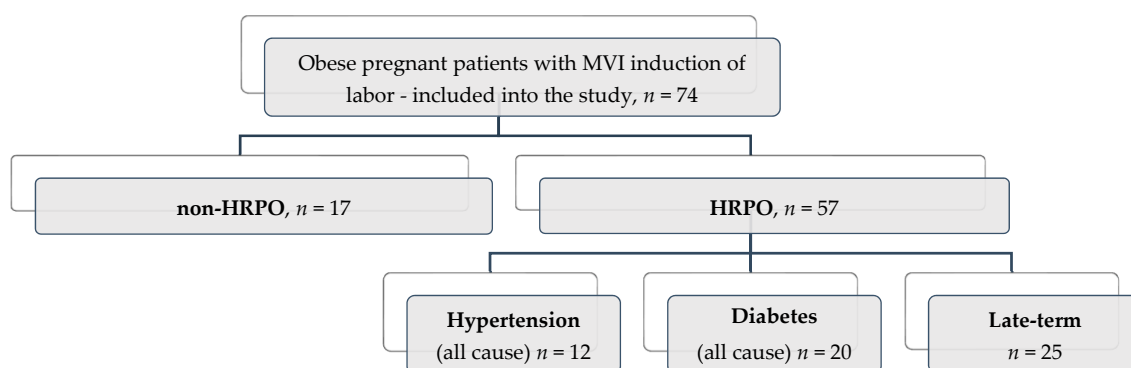 Obese pregnant patients with MVI induction of
labor - included into the study, n = 74
non-HRPO, n = 17
HRPO, n = 57
Hypertension
(all cause) n = 12
Diabetes
(all cause) n = 20
Late-term
n = 25